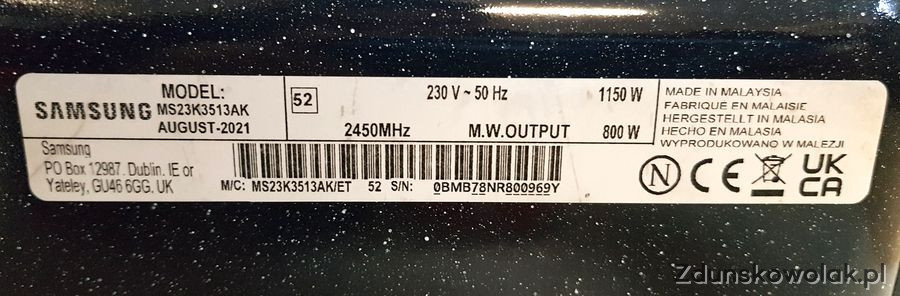 SAMSUNG
MODEL:
MS23K3513AK
AUGUST-2021
52
230 V ~ 50 Hz 1150 W
2450MHz M.W.OUTPUT 800 W
MADE IN MALAYSIA
FABRIQUÉ EN MALAISIE
HERGESTELLT IN MALASIA
HECHO EN MALASIA
WYPRODUKOWANO W MALEZJI
Samsung
PO Box 12987. Dublin. IE or
Yateley, GU46 6GG. UK
M/C: MS23K3513AK/ET 52 S/N: 0BMB78NR800969Y
N CE UK
CA
Zdunskowolak.pl